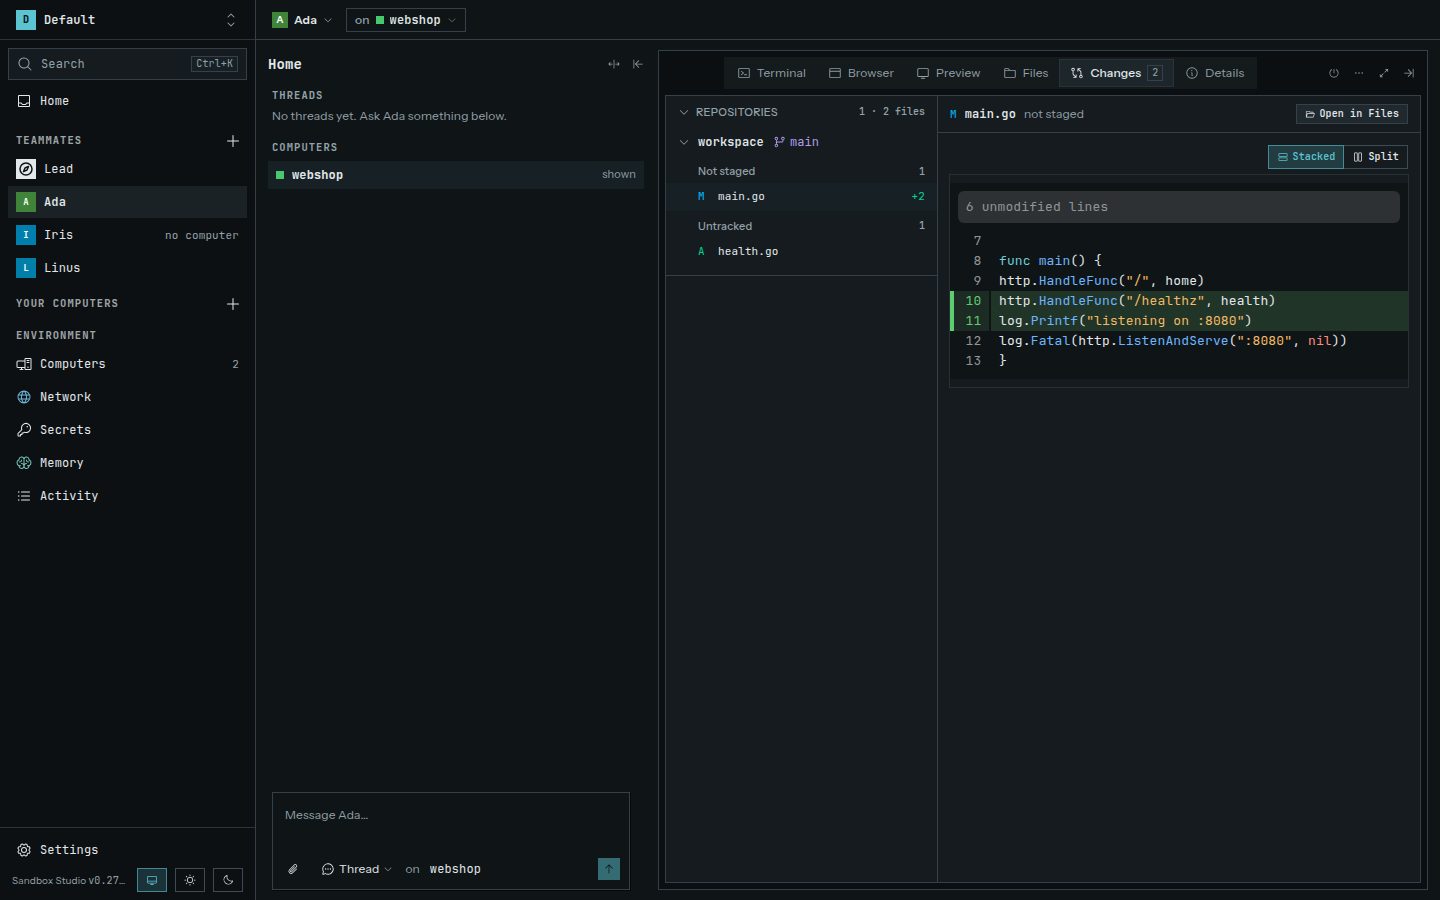 D Default
Search Ctrl+K
Home
TEAMMATES
Lead
A Ada
I Iris no computer
L Linus
YOUR COMPUTERS
ENVIRONMENT
Computers 2
Network
Secrets
Memory
Activity
Settings
Sandbox Studio v0.27...
A Ada on webshop
Home
THREADS
No threads yet. Ask Ada something below.
COMPUTERS
webshop shown
Message Ada...
Thread on webshop
Terminal Browser Preview Files Changes 2 Details
REPOSITORIES 1 · 2 files
workspace main
Not staged 1
M main.go +2
Untracked 1
A health.go
M main.go not staged Open in Files
Stacked Split
6 unmodified lines
7
8 func main() {
9 http.HandleFunc("/", home)
10 http.HandleFunc("/healthz", health)
11 log.Printf("listening on :8080")
12 log.Fatal(http.ListenAndServe(":8080", nil))
13 }